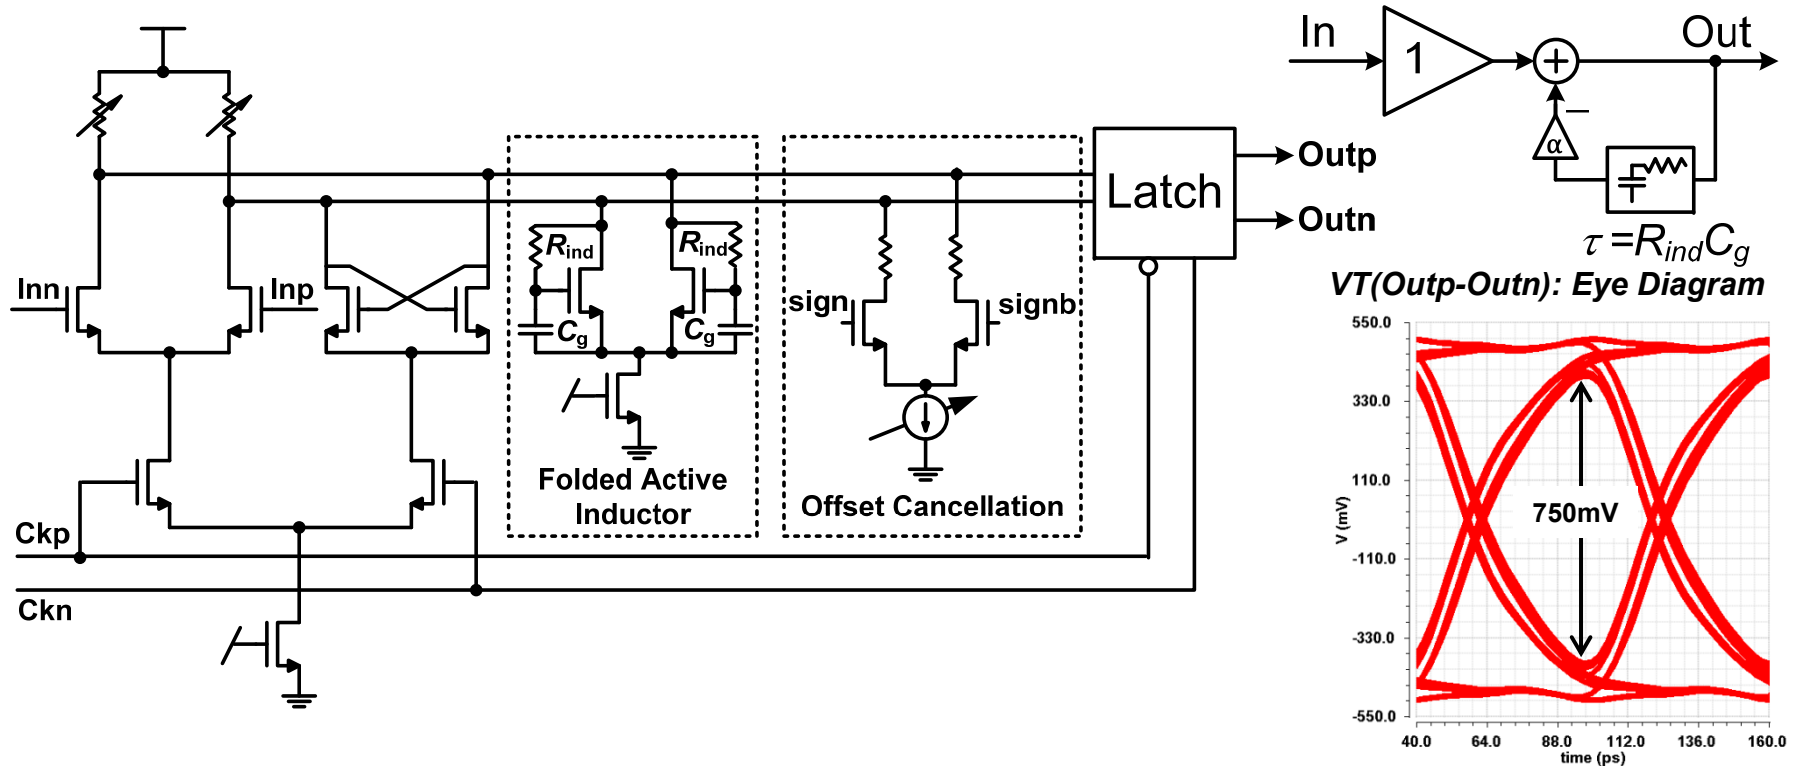 In
1
+
Out
−
α
τ =RindCg
Inn
Inp
Rind
Rind
Cg
Cg
Folded Active
Inductor
sign
signb
Offset Cancellation
Latch
Outp
Outn
Ckp
Ckn
VT(Outp-Outn): Eye Diagram
550.0
330.0
110.0
-110.0
-330.0
-550.0
V (mV)
750mV
40.0 64.0 88.0 112.0 136.0 160.0
time (ps)